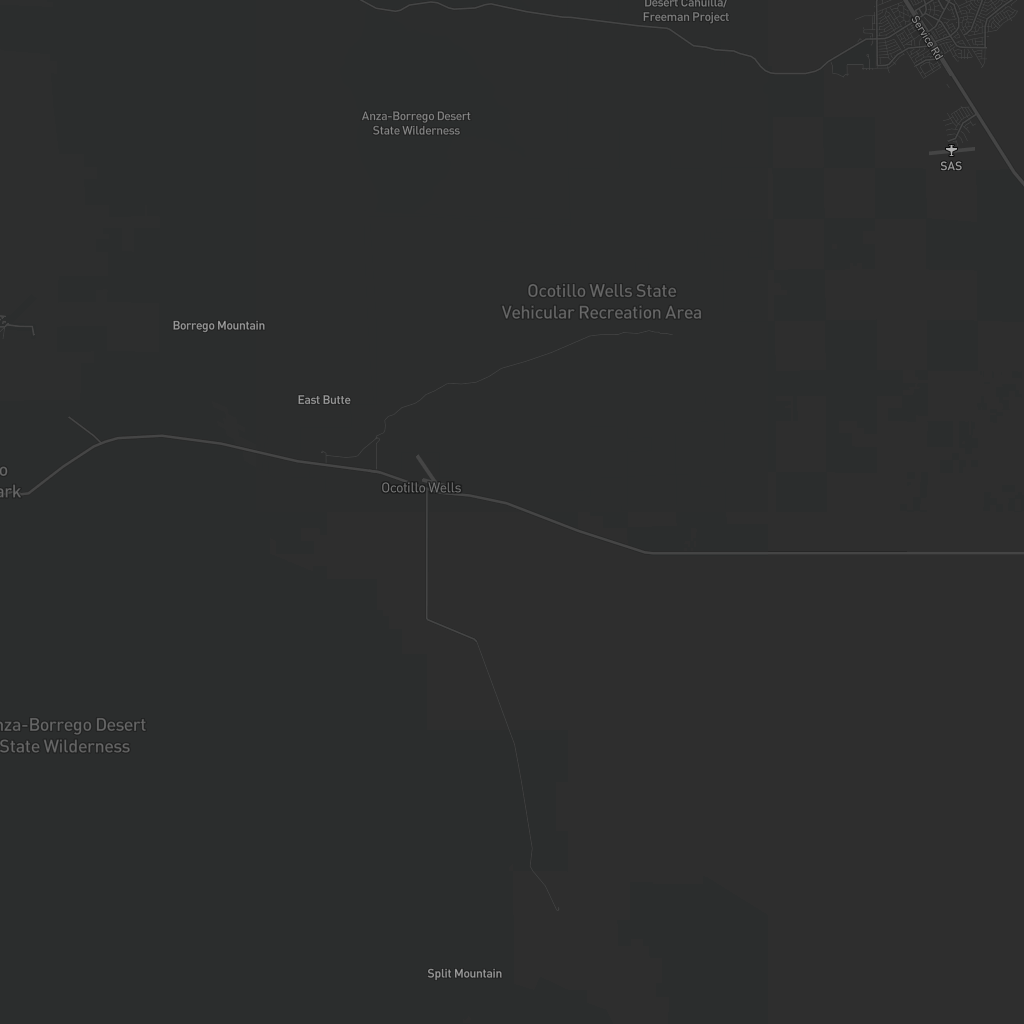 Desert Cahuilla/
Freeman Project
Service Rd
Anza-Borrego Desert
State Wilderness
SAS
Ocotillo Wells State
Vehicular Recreation Area
Borrego Mountain
East Butte
o
ark
Ocotillo Wells
nza-Borrego Desert
State Wilderness
Split Mountain